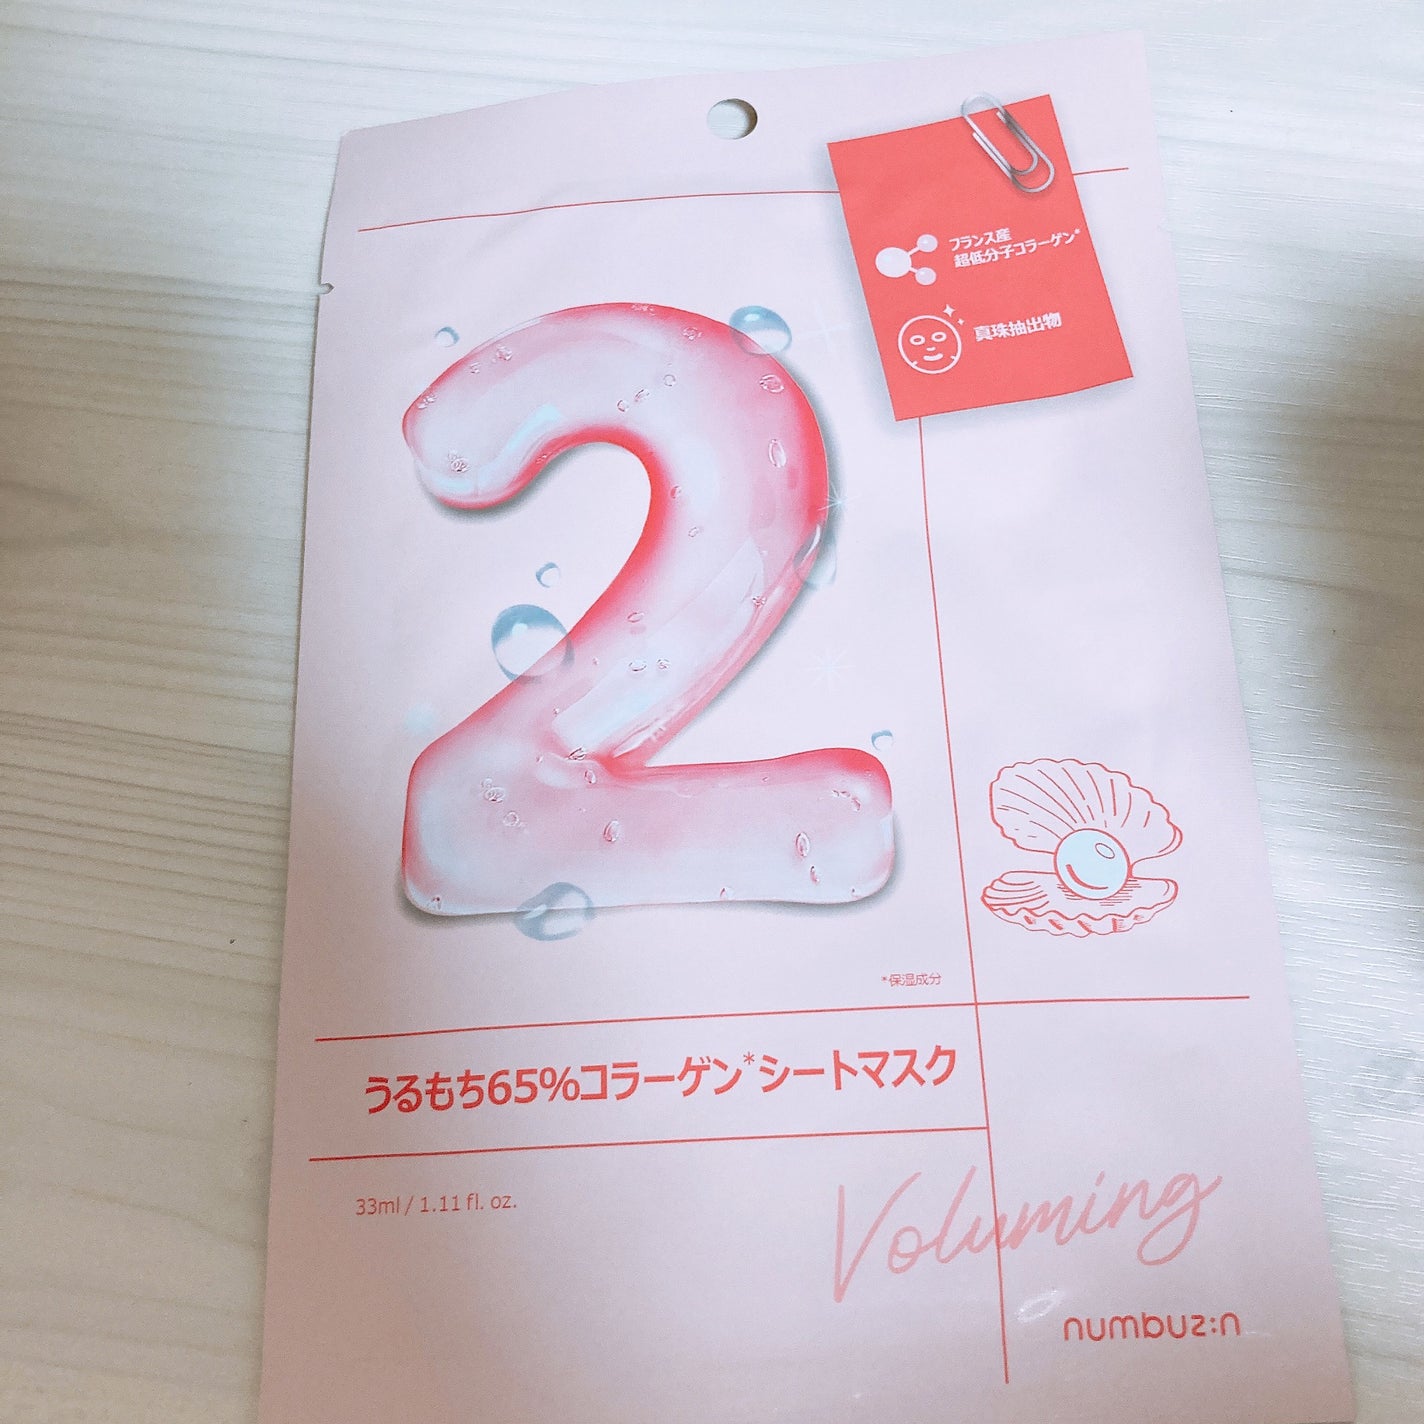 フランス産
超低分子コラーゲン*
真珠抽出物
2
*保湿成分
うるもち65%コラーゲン*シートマスク
33ml / 1.11 fl. oz.
Voluming
numbuz:n